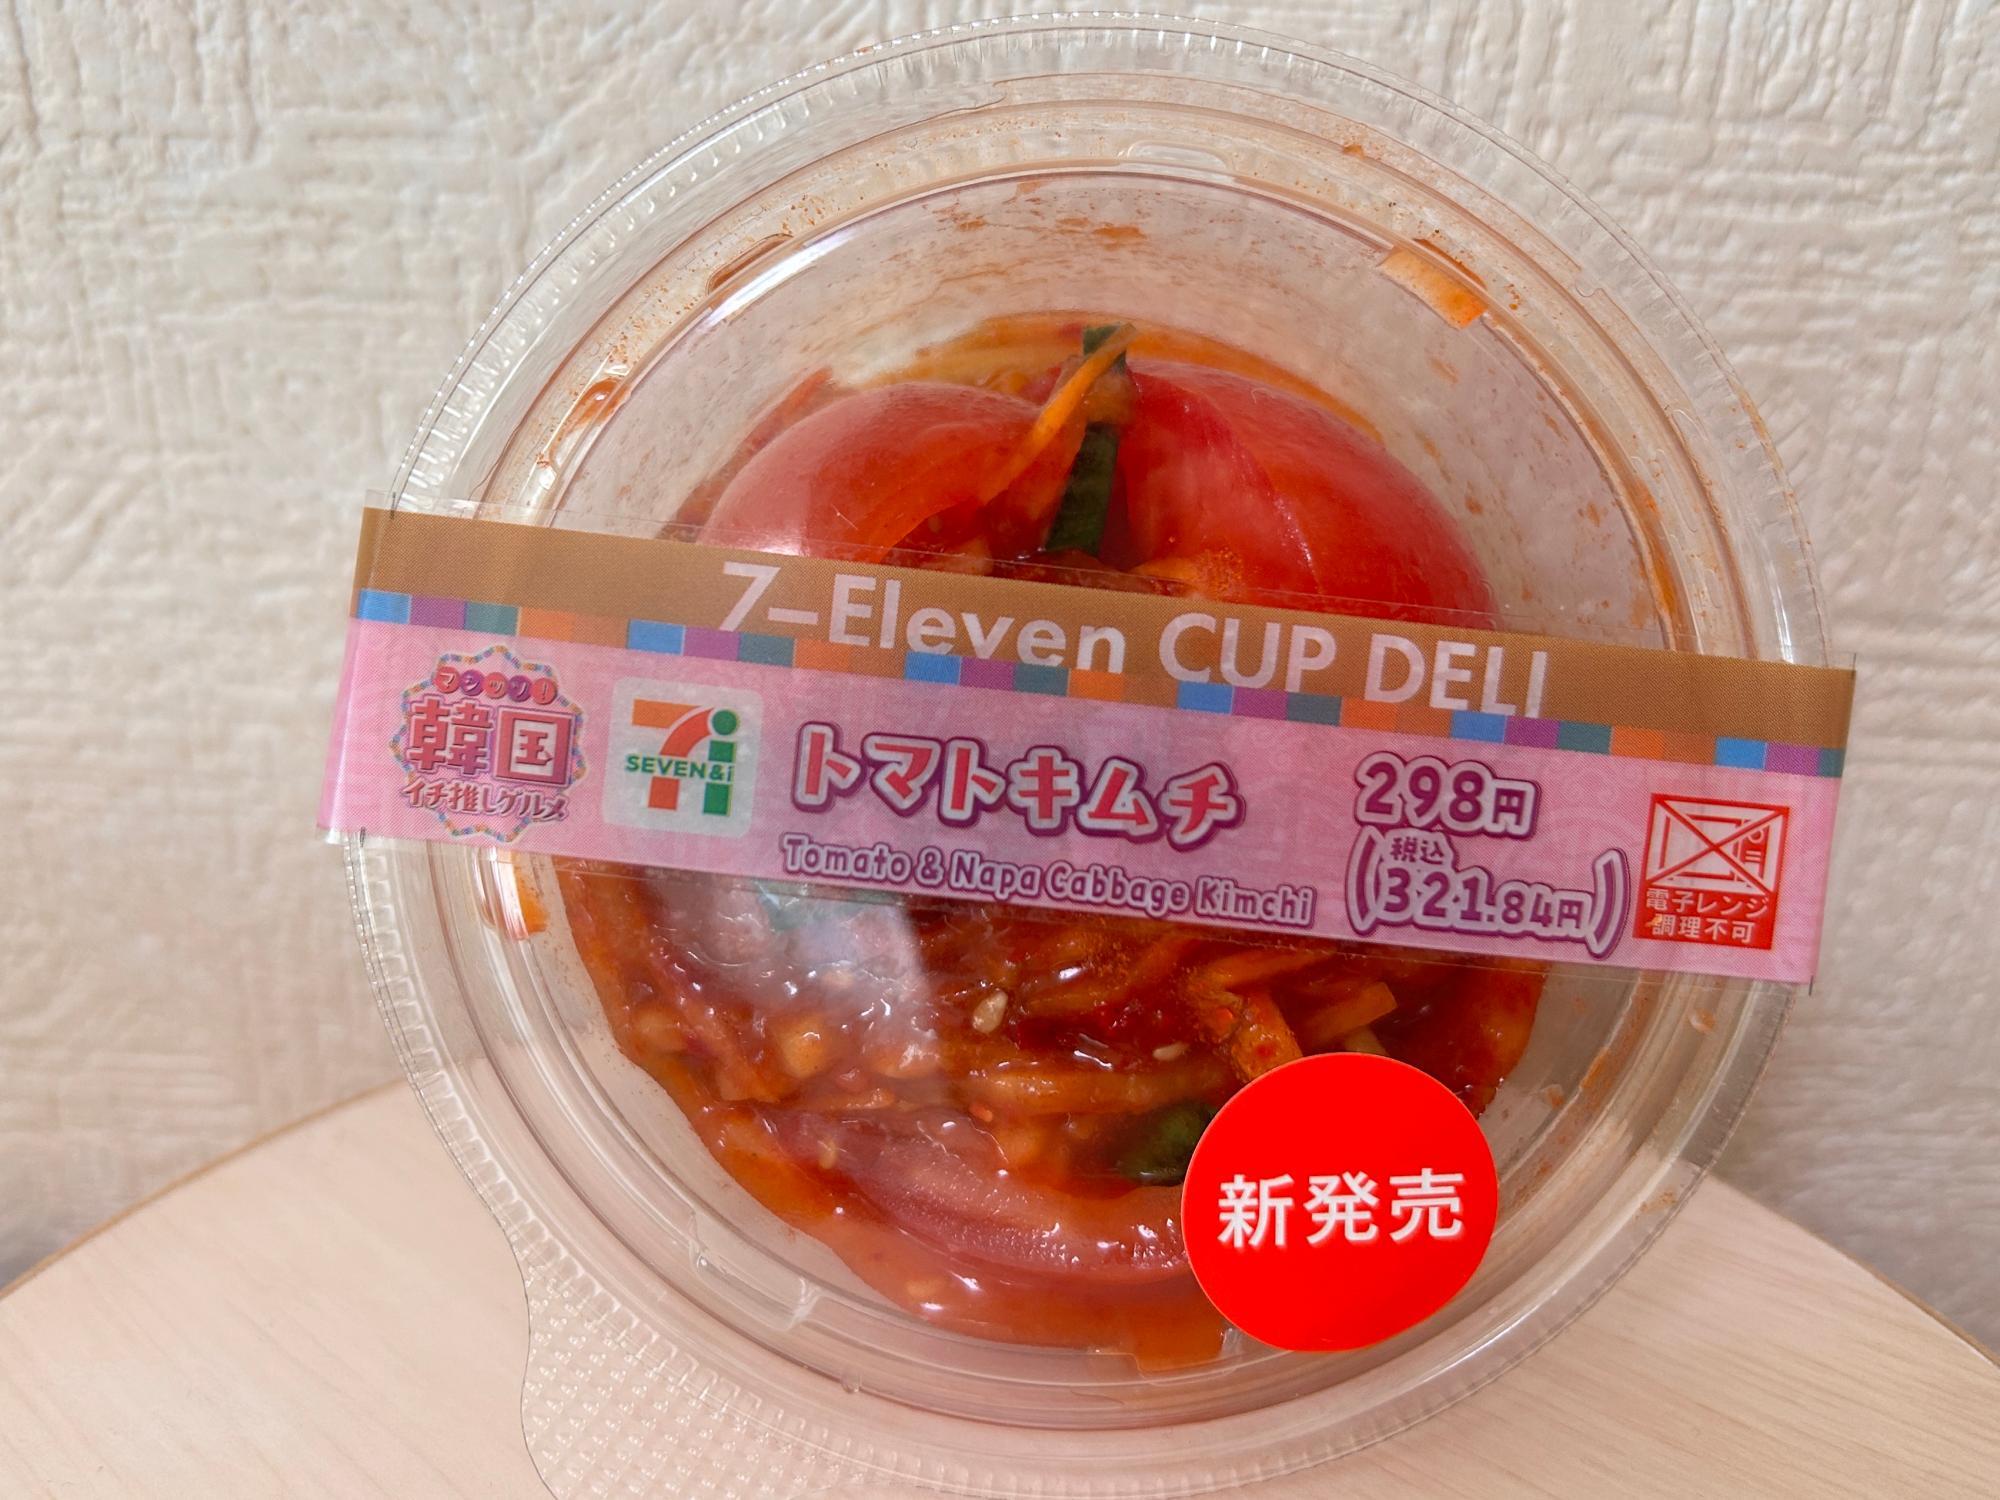 7-Eleven CUP DELI
マシッソ!
韓国
イチ推しグルメ
SEVEN&i
トマトキムチ
Tomato & Napa Cabbage Kimchi
298円
(税込
321.84円)
電子レンジ
調理不可
新発売